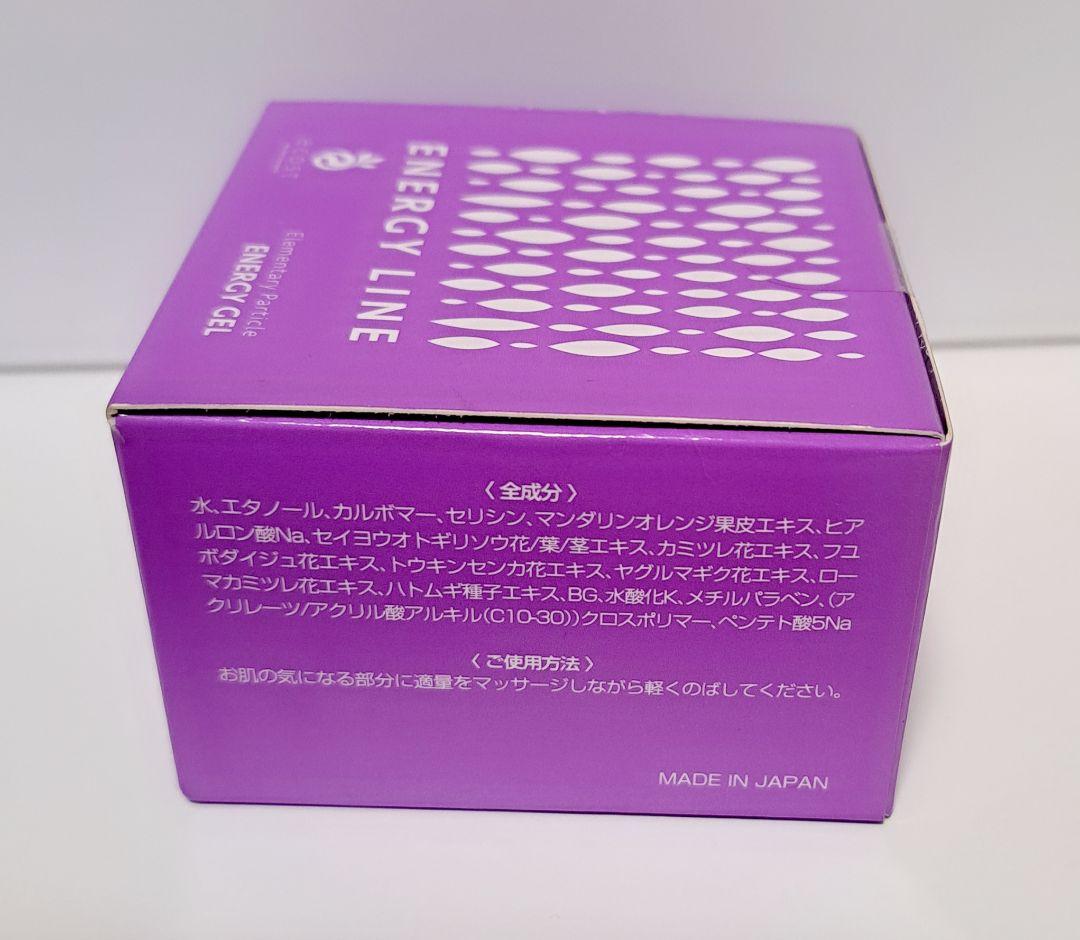 ecost
ENERGY LINE
Elementary Particle
ENERGY GEL
〈 全成分 〉
水、エタノール、カルボマー、セリシン、マンダリンオレンジ果皮エキス、ヒア
ルロン酸Na、セイヨウオトギリソウ花/葉/茎エキス、カミツレ花エキス、フユ
ボダイジュ花エキス、トウキンセンカ花エキス、ヤグルマギク花エキス、ロー
マカミツレ花エキス、ハトムギ種子エキス、BG、水酸化K、メチルパラベン、(ア
クリレーツ/アクリル酸アルキル(C10-30))クロスポリマー、ペンテト酸5Na
〈 ご使用方法 〉
お肌の気になる部分に適量をマッサージしながら軽くのばしてください。
MADE IN JAPAN